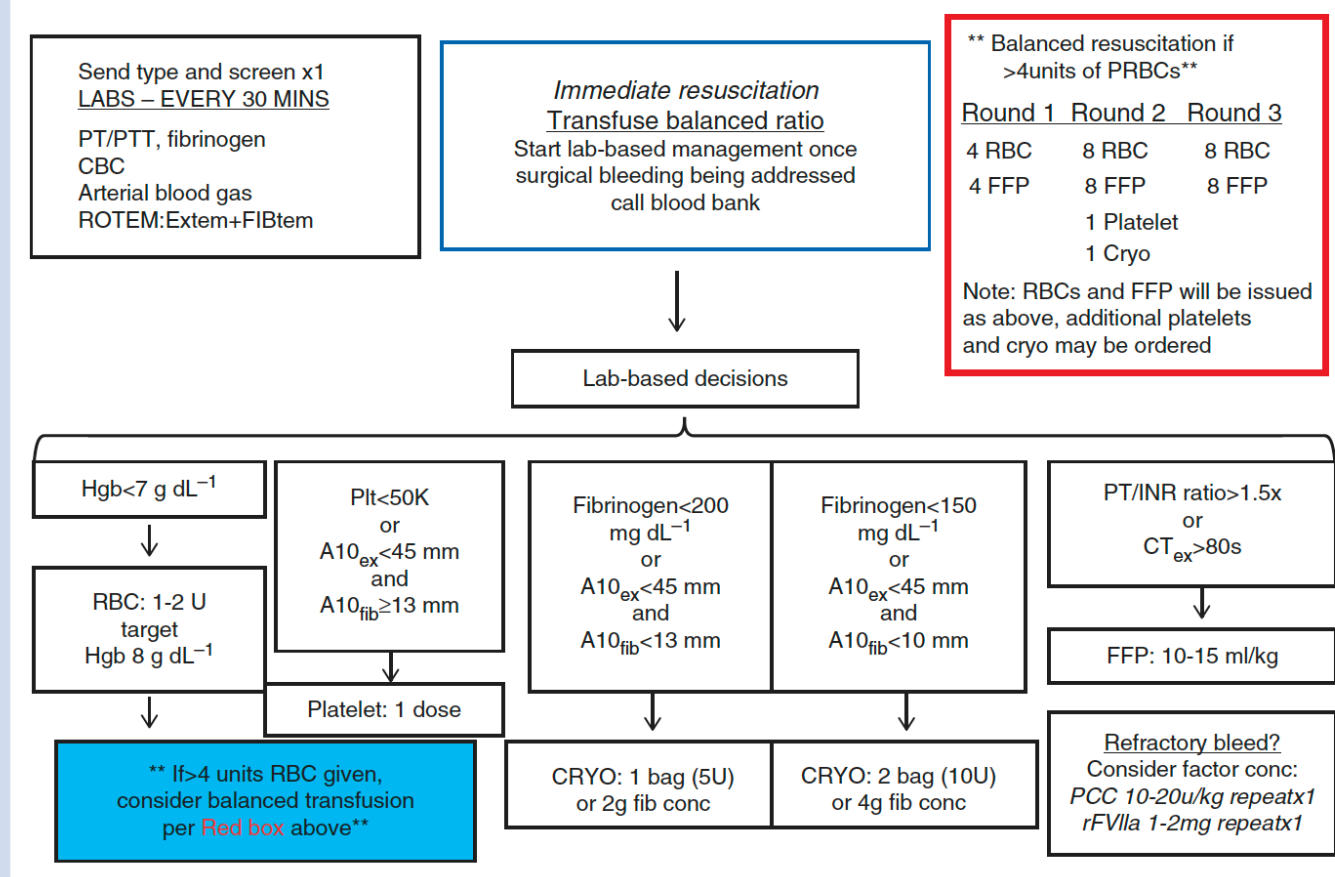 Send type and screen x1
LABS – EVERY 30 MINS
PT/PTT, fibrinogen
CBC
Arterial blood gas
ROTEM:Extem+FIBtem
Immediate resuscitation
Transfuse balanced ratio
Start lab-based management once
surgical bleeding being addressed
call blood bank
** Balanced resuscitation if
>4units of PRBCs**
Round 1 Round 2 Round 3
4 RBC 8 RBC 8 RBC
4 FFP 8 FFP 8 FFP
1 Platelet
1 Cryo
Note: RBCs and FFP will be issued
as above, additional platelets
and cryo may be ordered
Lab-based decisions
Hgb<7 g dL–1
RBC: 1-2 U
target
Hgb 8 g dL–1
** If>4 units RBC given,
consider balanced transfusion
per Red box above**
Plt<50K
or
A10ex<45 mm
and
A10fib≥13 mm
Platelet: 1 dose
Fibrinogen<200
mg dL–1
or
A10ex<45 mm
and
A10fib<13 mm
CRYO: 1 bag (5U)
or 2g fib conc
Fibrinogen<150
mg dL–1
or
A10ex<45 mm
and
A10fib<10 mm
CRYO: 2 bag (10U)
or 4g fib conc
PT/INR ratio>1.5x
or
CTex>80s
FFP: 10-15 ml/kg
Refractory bleed?
Consider factor conc:
PCC 10-20u/kg repeatx1
rFVIIa 1-2mg repeatx1